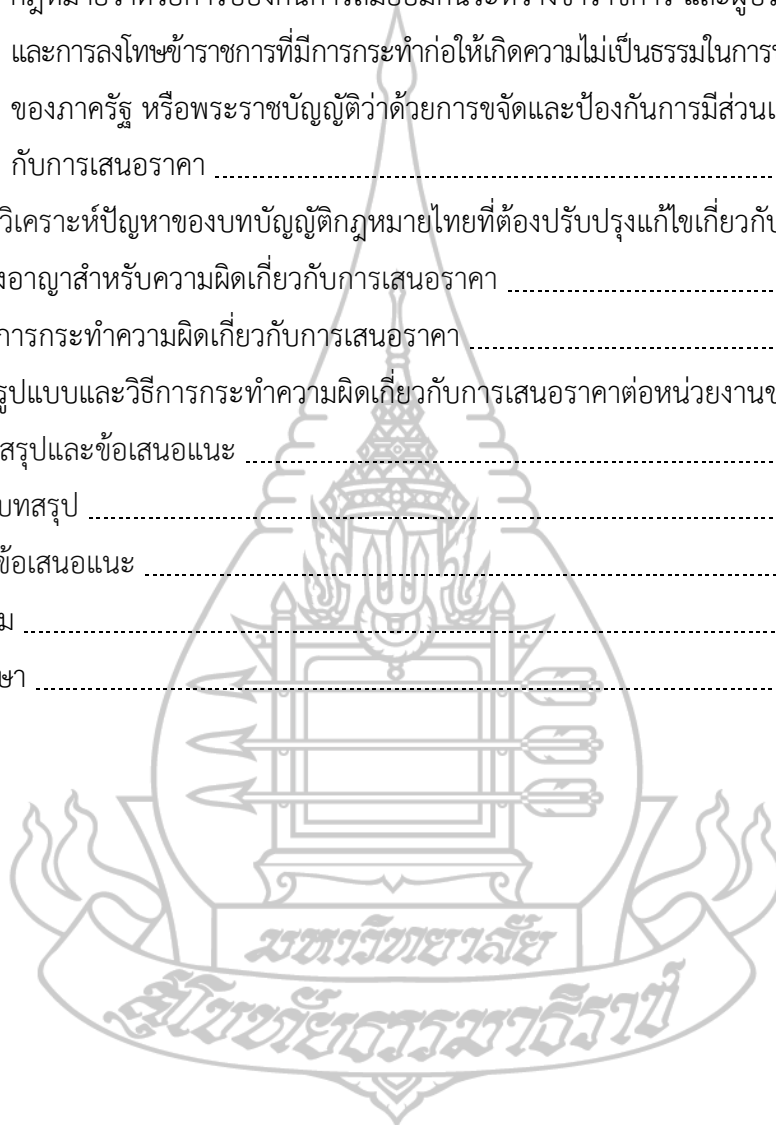 กฎหมายว่าด้วยการป้องกันการสมยอมกันระหว่างข้าราชการ และผู้
และการลงโทษข้าราชการที่มีการกระทำก่อให้เกิดความไม่เป็นธรรมในการ
ของภาครัฐ หรือพระราชบัญญัติว่าด้วยการขจัดและป้องกันการมีส่วน
กับการเสนอราคา
วิเคราะห์ปัญหาของบทบัญญัติกฎหมายไทยที่ต้องปรับปรุงแก้ไขเกี่ยวกับ
งอาญาสำหรับความผิดเกี่ยวกับการเสนอราคา
การกระทำความผิดเกี่ยวกับการเสนอราคา
รูปแบบและวิธีการกระทำความผิดเกี่ยวกับการเสนอราคาต่อหน่วยงานข
สรุปและข้อเสนอแนะ
บทสรุป
ข้อเสนอแนะ
ม
ษา
มหาวิทยาลัย
สุโขทัยธรรมาธิราช